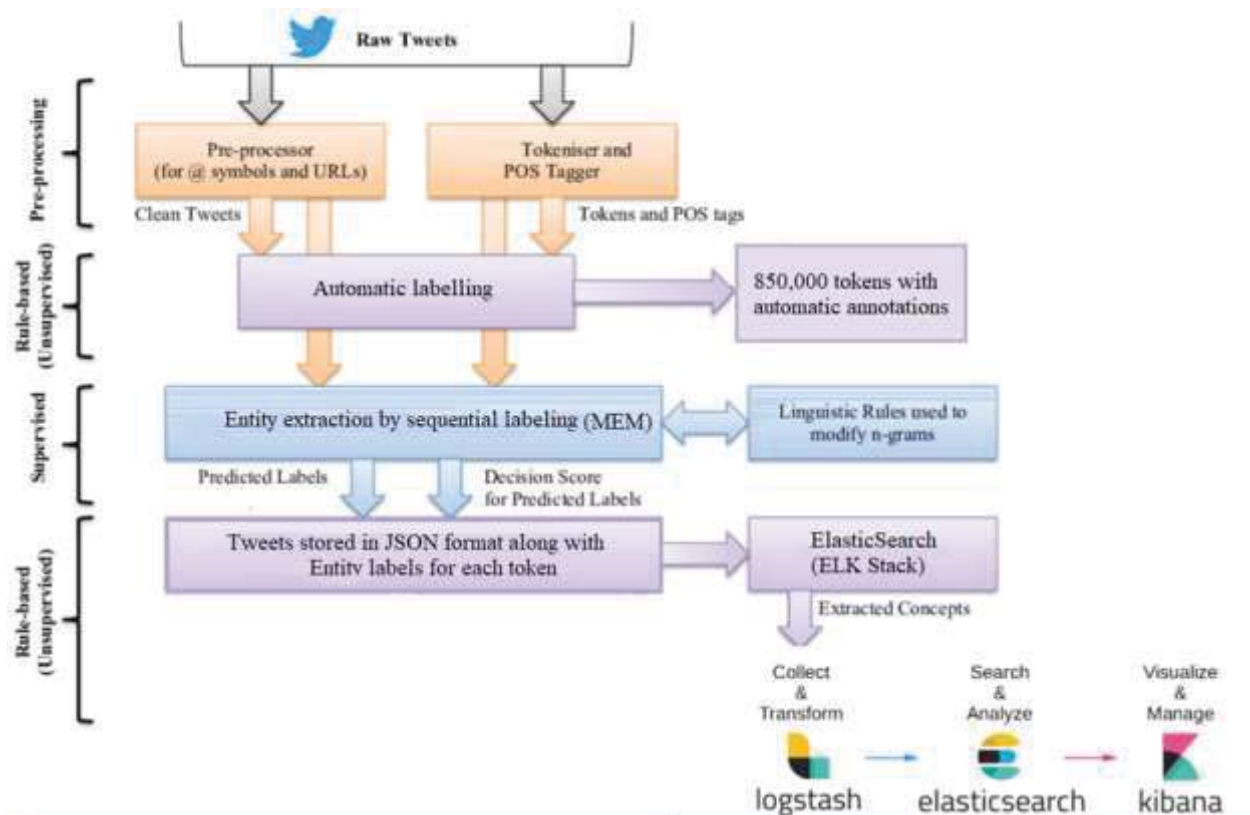 Raw Tweets
Pre-processing
Pre-processor
(for @ symbols and URLs)
Tokeniser and
POS Tagger
Clean Tweets
Tokens and POS tags
Rule-based
(Unsupervised)
Automatic labelling
850,000 tokens with
automatic annotations
Supervised
Entity extraction by sequential labeling (MEM)
Linguistic Rules used to
modify n-grams
Predicted Labels
Decision Score
for Predicted Labels
Rule-based
(Unsupervised)
Tweets stored in JSON format along with
Entity labels for each token
ElasticSearch
(ELK Stack)
Extracted Concepts
Collect
&
Transform
Search
&
Analyze
Visualize
&
Manage
logstash
elasticsearch
kibana